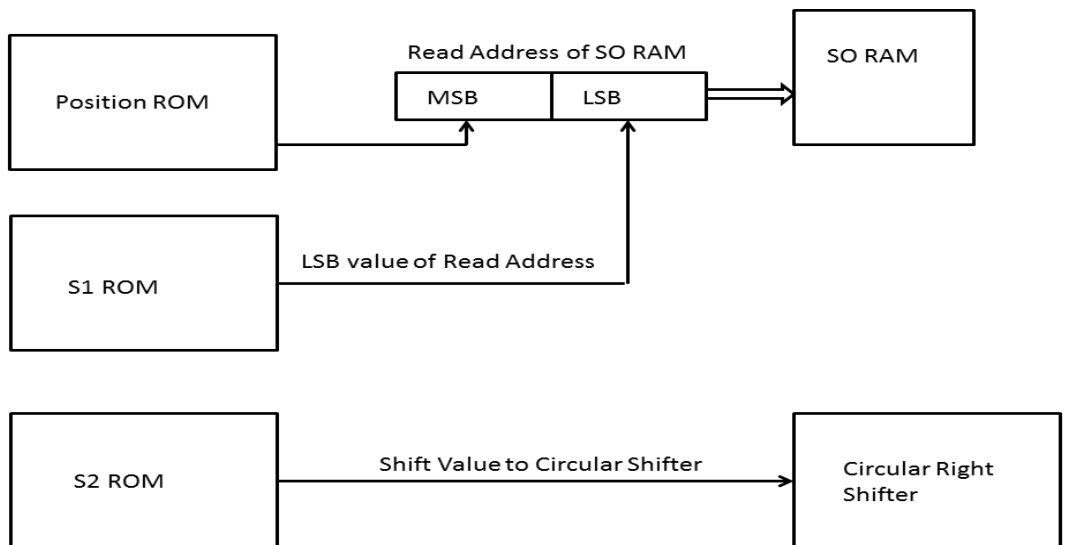 Read Address of SO RAM
SO RAM
Position ROM
MSB
LSB
LSB value of Read Address
S1 ROM
Shift Value to Circular Shifter
S2 ROM
Circular Right
Shifter